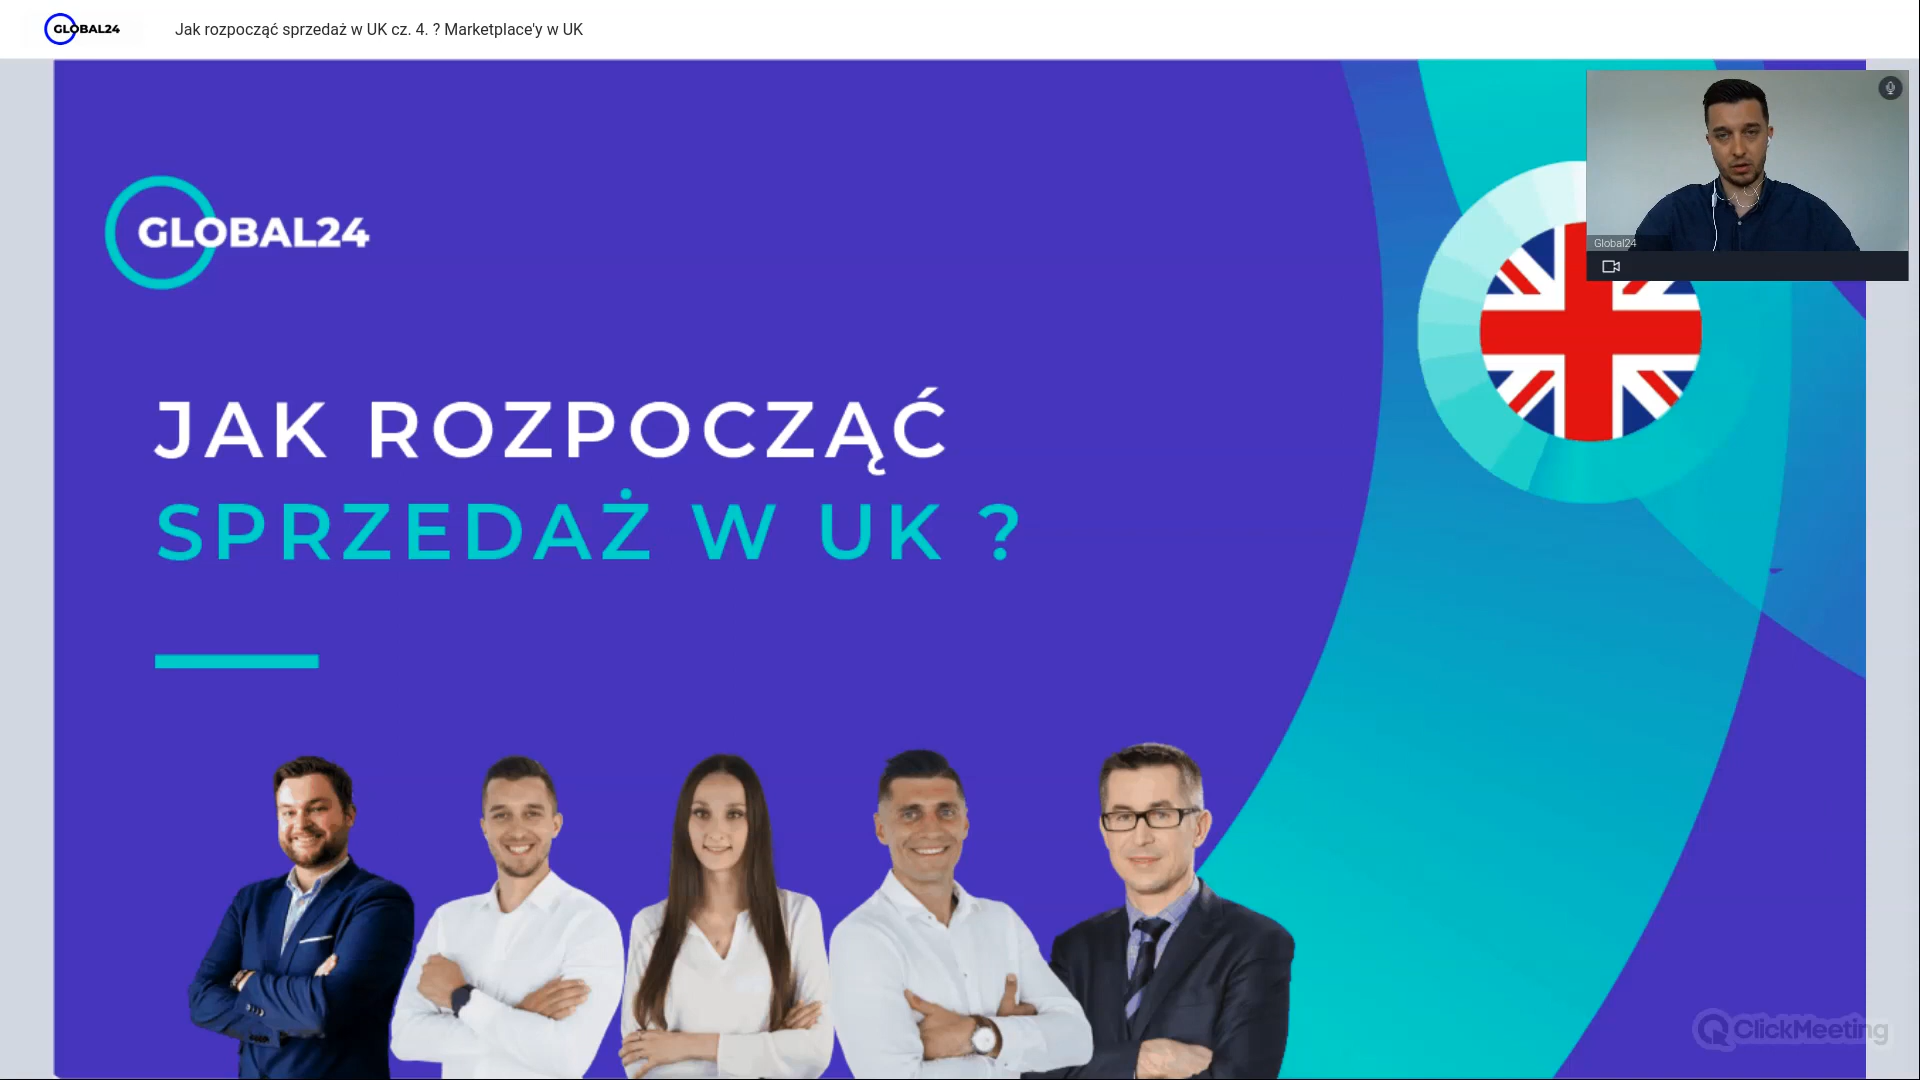 GLOBAL24
Jak rozpocząć sprzedaż w UK cz. 4. ? Marketplace'y w UK
GLOBAL24
Global24
JAK ROZPOCZĄĆ
SPRZEDAŻ W UK ?
ClickMeeting